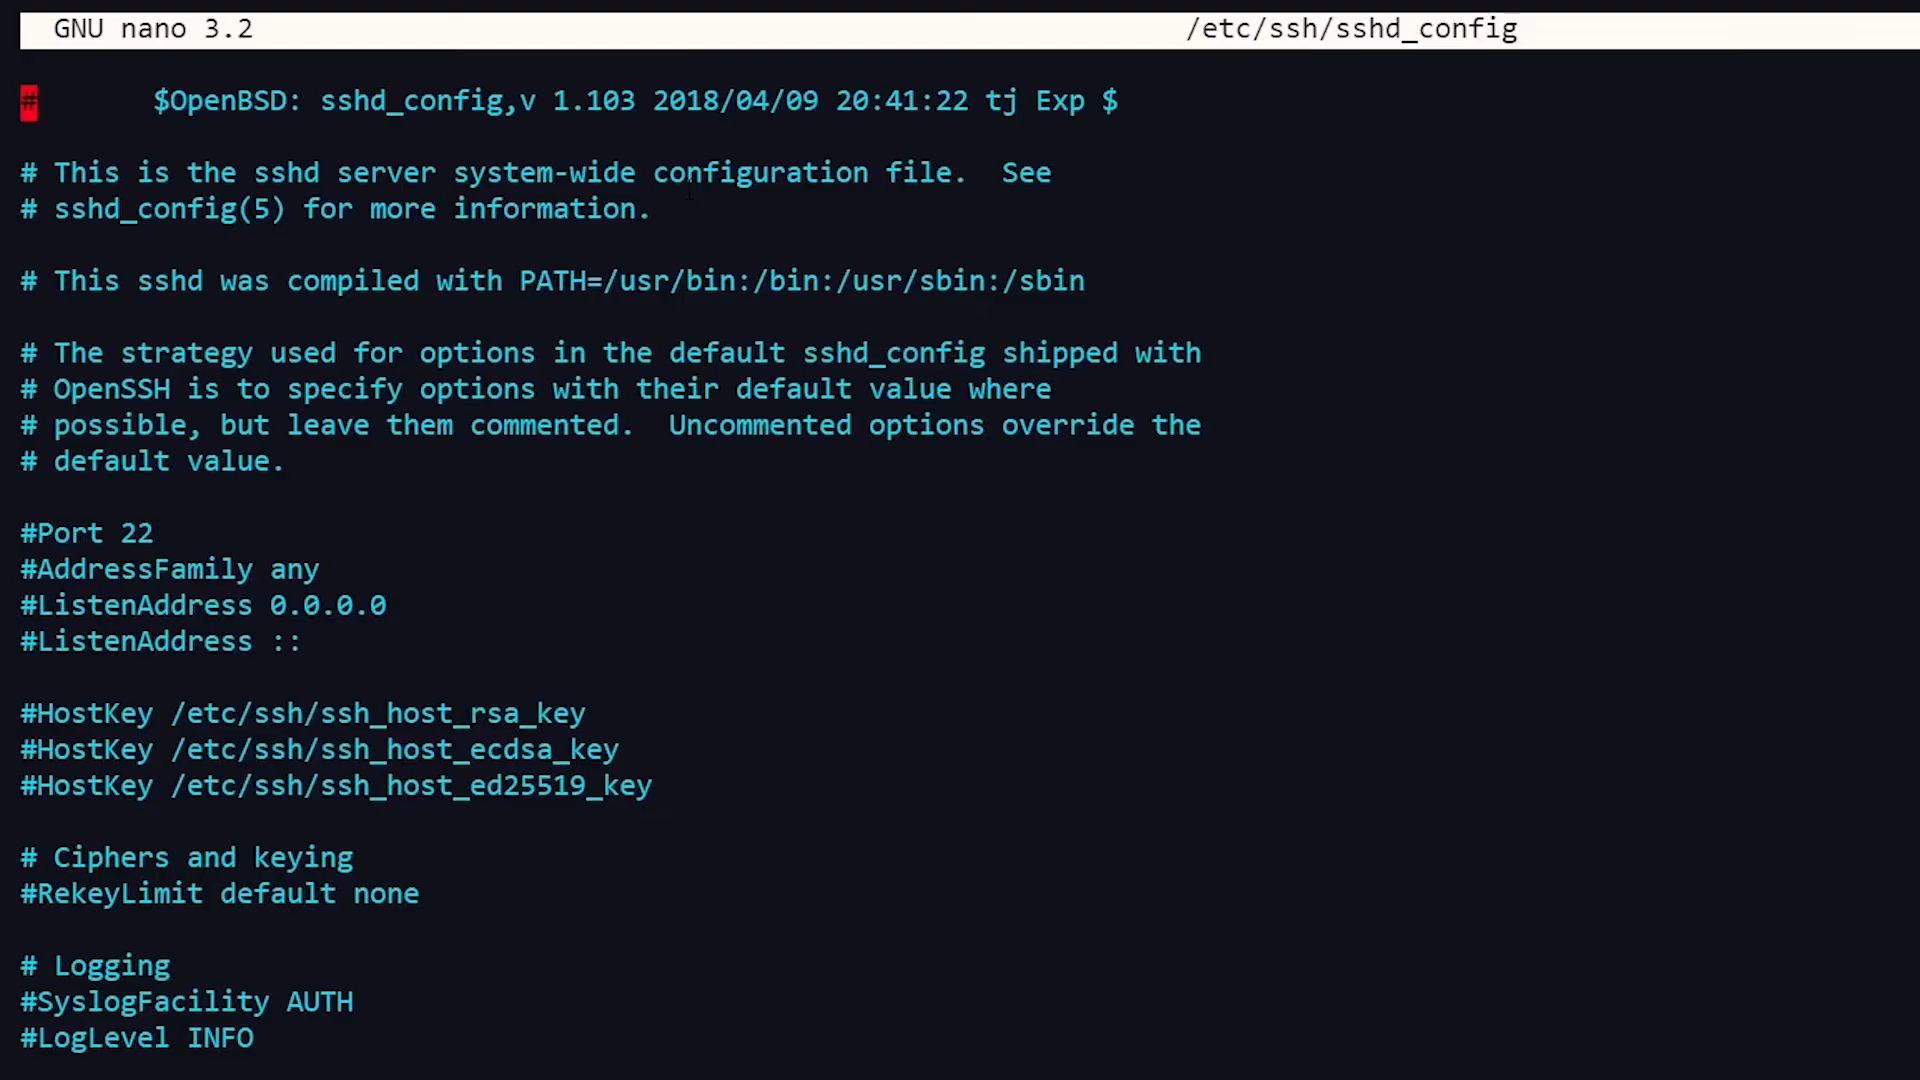 GNU nano 3.2 /etc/ssh/sshd_config
# $OpenBSD: sshd_config,v 1.103 2018/04/09 20:41:22 tj Exp $
# This is the sshd server system-wide configuration file.  See
# sshd_config(5) for more information.
# This sshd was compiled with PATH=/usr/bin:/bin:/usr/sbin:/sbin
# The strategy used for options in the default sshd_config shipped with
# OpenSSH is to specify options with their default value where
# possible, but leave them commented.  Uncommented options override the
# default value.
#Port 22
#AddressFamily any
#ListenAddress 0.0.0.0
#ListenAddress ::
#HostKey /etc/ssh/ssh_host_rsa_key
#HostKey /etc/ssh/ssh_host_ecdsa_key
#HostKey /etc/ssh/ssh_host_ed25519_key
# Ciphers and keying
#RekeyLimit default none
# Logging
#SyslogFacility AUTH
#LogLevel INFO